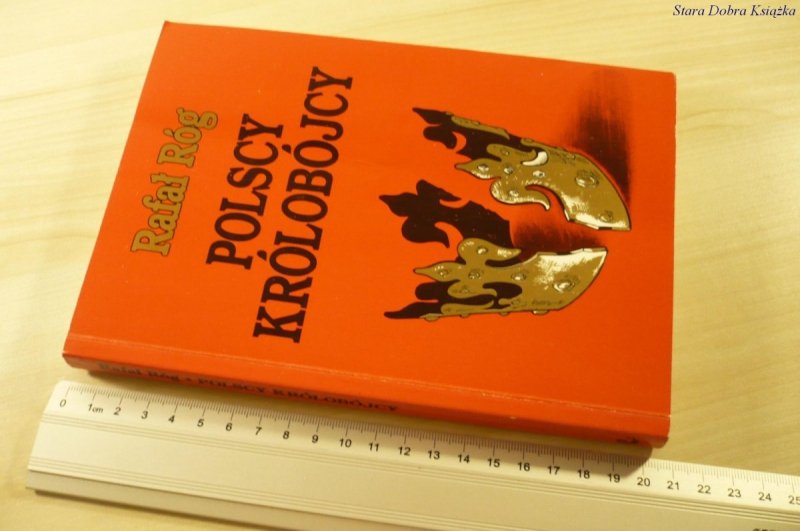 Stara Dobra Książka
Rafał Róg
POLSCY
KRÓLOBÓJCY
Rafał Róg • POLSCY KRÓLOBÓJCY
0 1cm 2 3 4 5 6 7 8 9 10 11 12 13 14 15 16 17 18 19 20 21 22 23 24 25